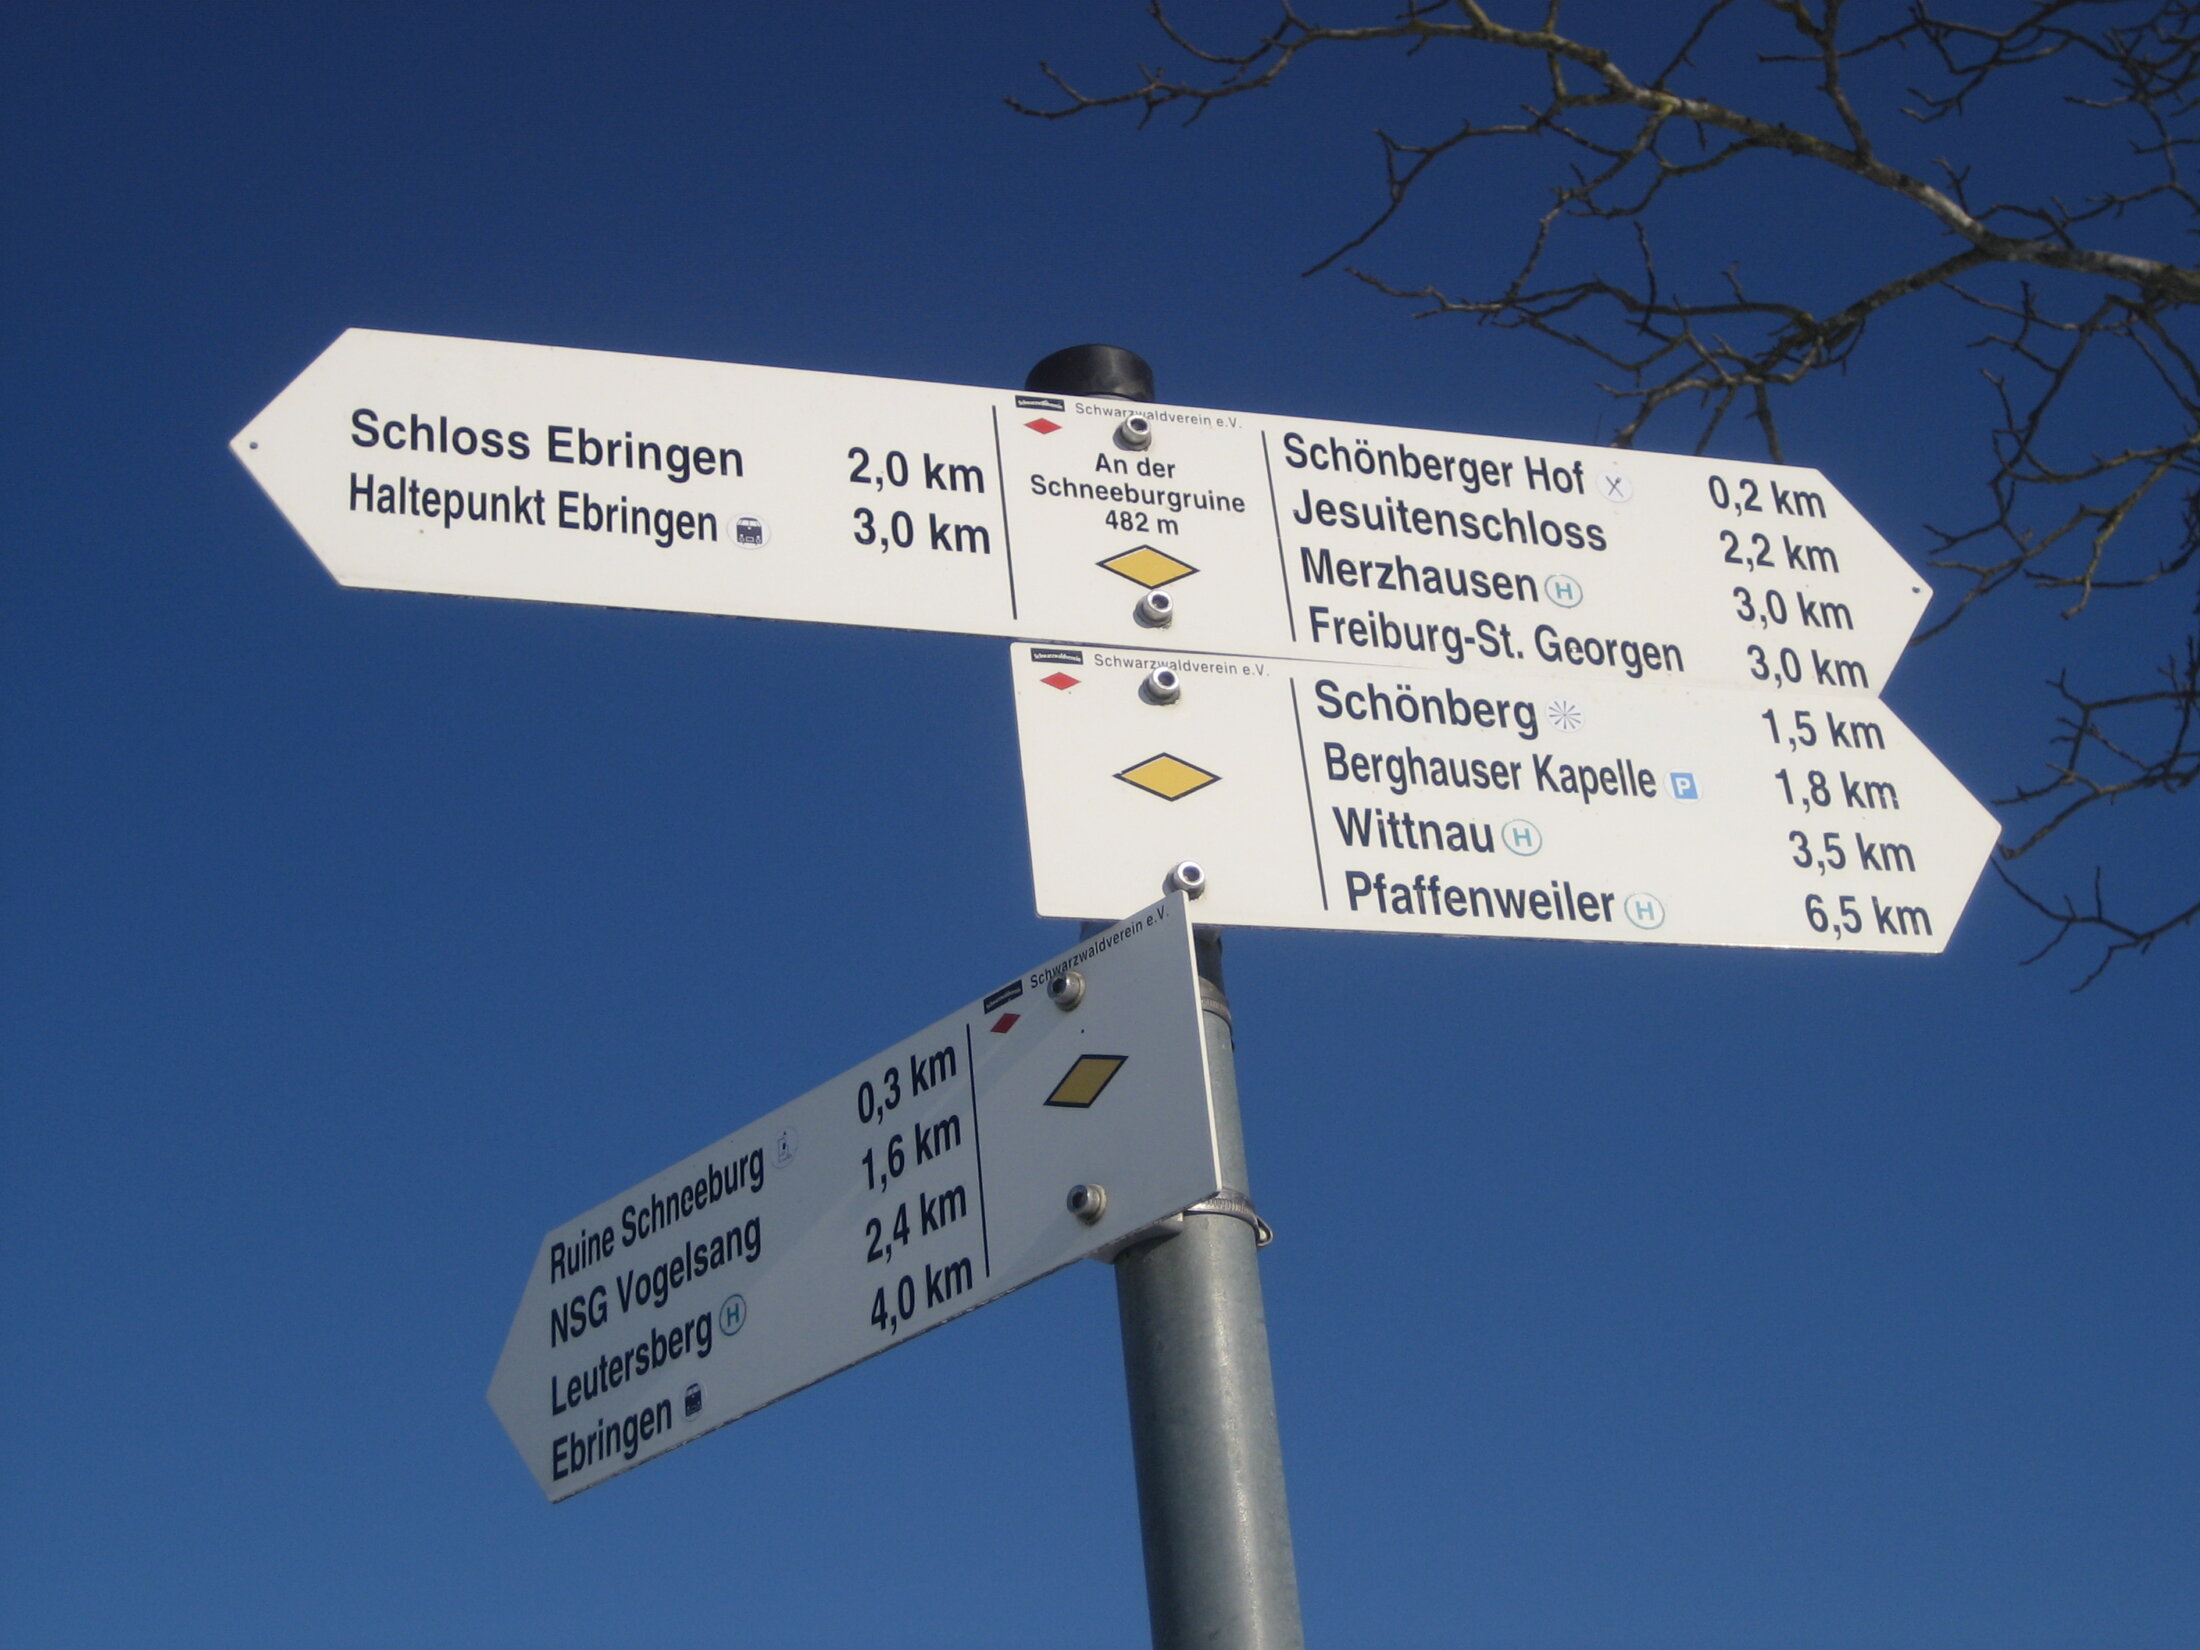 Schloss Ebringen 2,0 km
Haltepunkt Ebringen 3,0 km
Schwarzwaldverein e.V.
An der
Schneeburgruine
482 m
Schönberger Hof 0,2 km
Jesuitenschloss 2,2 km
Merzhausen H 3,0 km
Freiburg-St. Georgen 3,0 km
Schwarzwaldverein e.V.
Schönberg 1,5 km
Berghauser Kapelle P 1,8 km
Wittnau H 3,5 km
Pfaffenweiler H 6,5 km
Schwarzwaldverein e.V.
Ruine Schneeburg 0,3 km
NSG Vogelsang 1,6 km
Leutersberg H 2,4 km
Ebringen 4,0 km